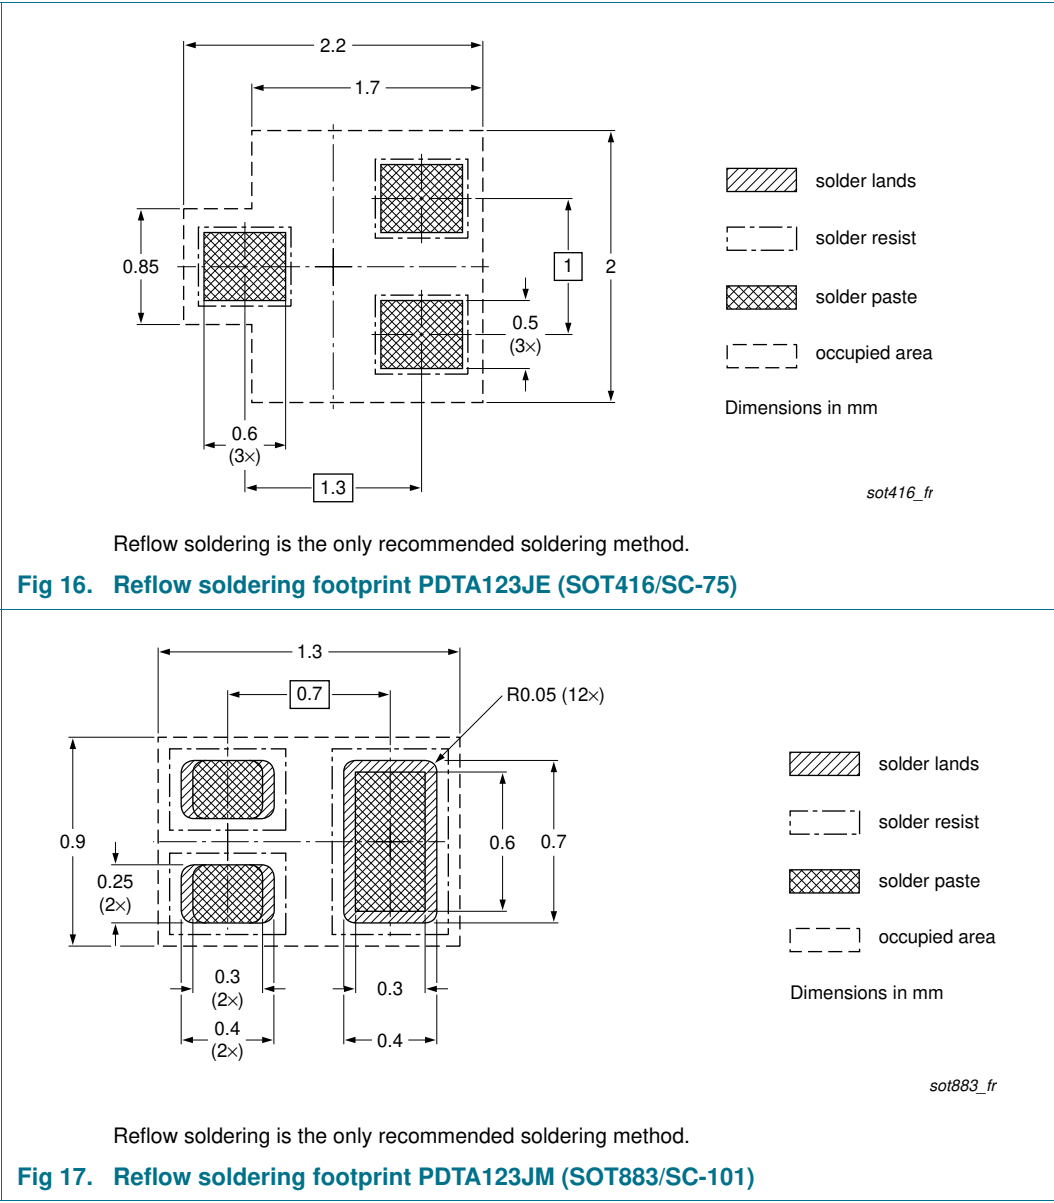 2.2
1.7
0.85
1
2
0.5
(3×)
0.6
(3×)
1.3
solder lands
solder resist
solder paste
occupied area
Dimensions in mm
sot416_fr
Reflow soldering is the only recommended soldering method.
Fig 16. Reflow soldering footprint PDTA123JE (SOT416/SC-75)
1.3
0.7
R0.05 (12×)
0.9
0.25
(2×)
0.6
0.7
0.3
(2×)
0.3
0.4
(2×)
0.4
solder lands
solder resist
solder paste
occupied area
Dimensions in mm
sot883_fr
Reflow soldering is the only recommended soldering method.
Fig 17. Reflow soldering footprint PDTA123JM (SOT883/SC-101)